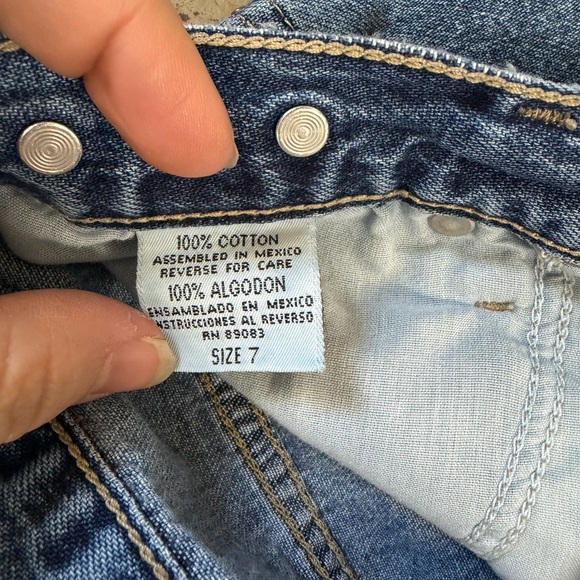 100% COTTON
ASSEMBLED IN MEXICO
REVERSE FOR CARE
100% ALGODON
ENSAMBLADO EN MEXICO
INSTRUCCIONES AL REVERSO
RN 89083
SIZE 7